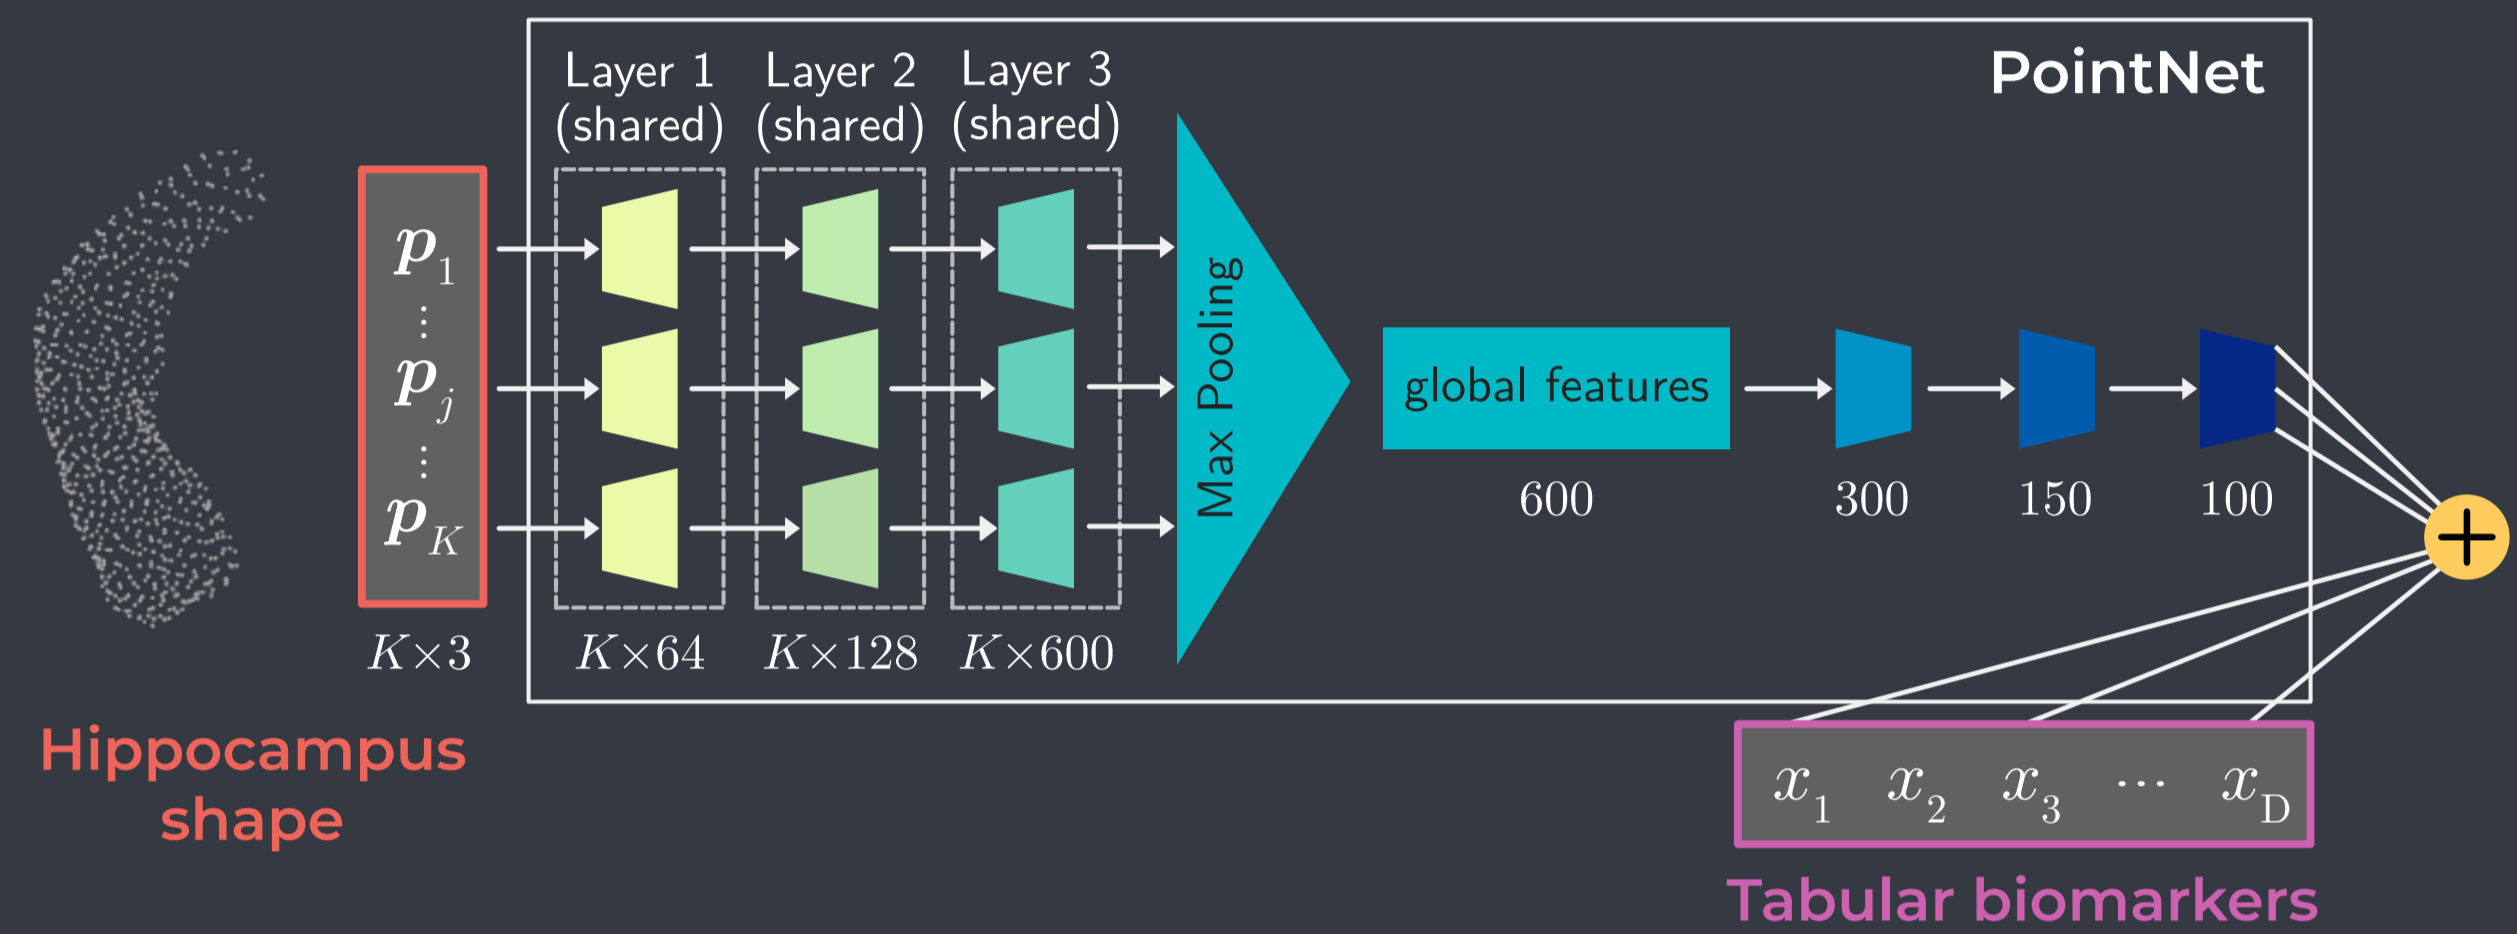 PointNet
Layer 1
(shared)
Layer 2
(shared)
Layer 3
(shared)
p1
⋮
pj
⋮
pK
Max Pooling
global features
600
300
150
100
+
K×3
K×64
K×128
K×600
Hippocampus
shape
x1 x2 x3 ··· xD
Tabular biomarkers